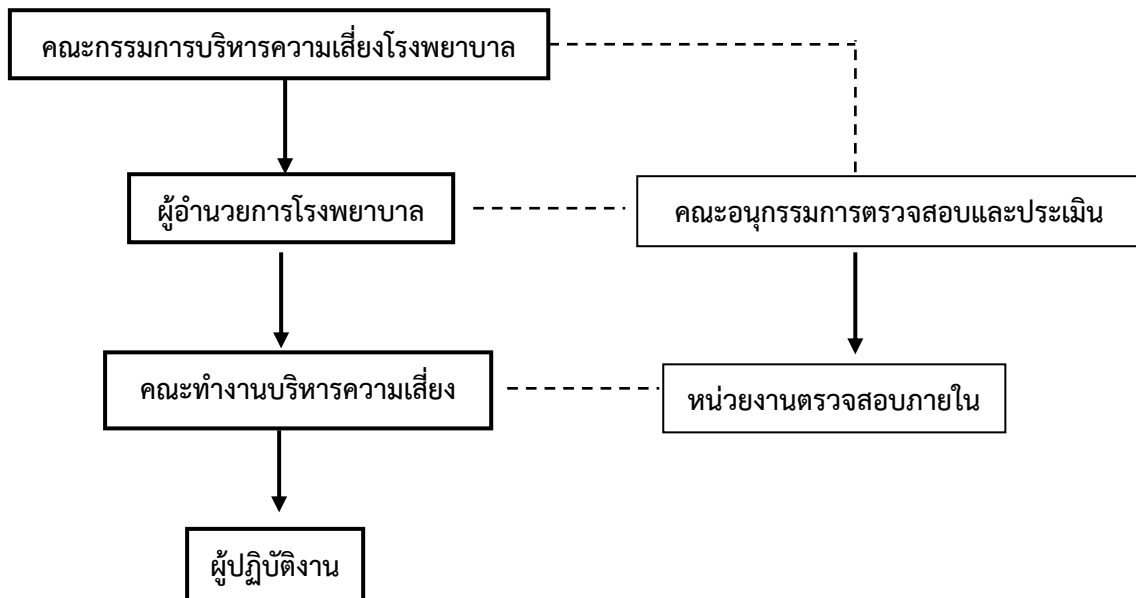 คณะกรรมการบริหารความเสี่ยงโรงพยาบาล
ผู้อำนวยการโรงพยาบาล
คณะอนุกรรมการตรวจสอบและประเมิน
คณะทำงานบริหารความเสี่ยง
หน่วยงานตรวจสอบภายใน
ผู้ปฏิบัติงาน